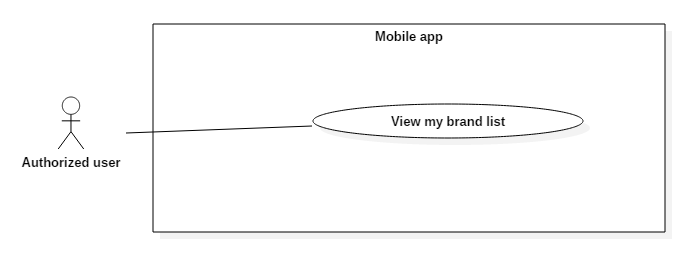 Mobile app
View my brand list
Authorized user